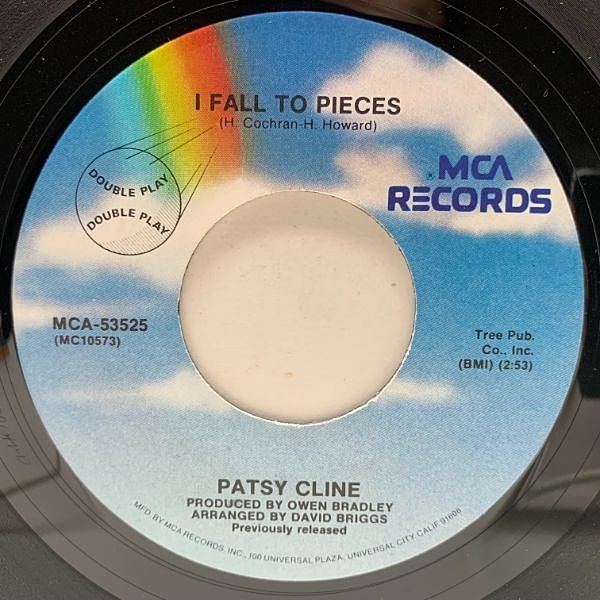 I FALL TO PIECES
(H. Cochran-H. Howard)
DOUBLE PLAY
DOUBLE PLAY
MCA
RECORDS
MCA-53525
(MC10573)
Tree Pub.
Co., Inc.
(BMI) (2:53)
PATSY CLINE
PRODUCED BY OWEN BRADLEY
ARRANGED BY DAVID BRIGGS
Previously released
MFD. BY MCA RECORDS, INC., 100 UNIVERSAL PLAZA, UNIVERSAL CITY, CALIF. 91608